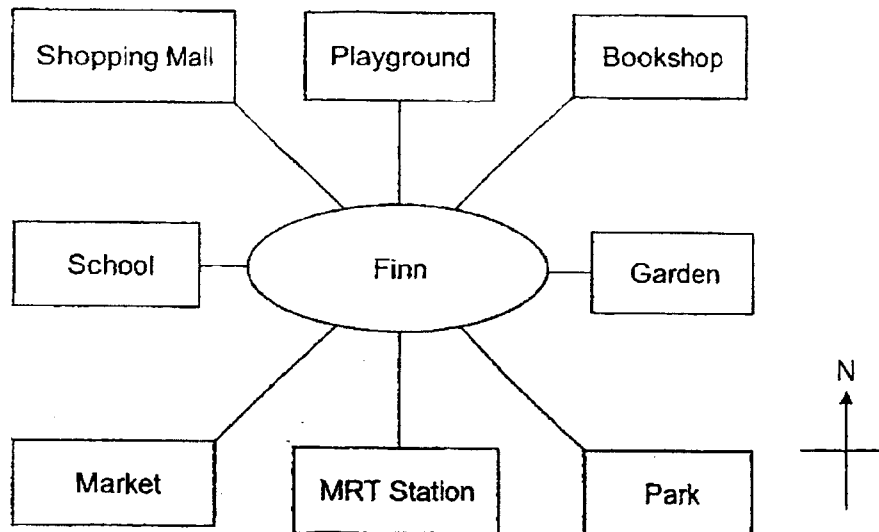 Shopping Mall
Playground
Bookshop
School
Finn
Garden
N
Market
MRT Station
Park